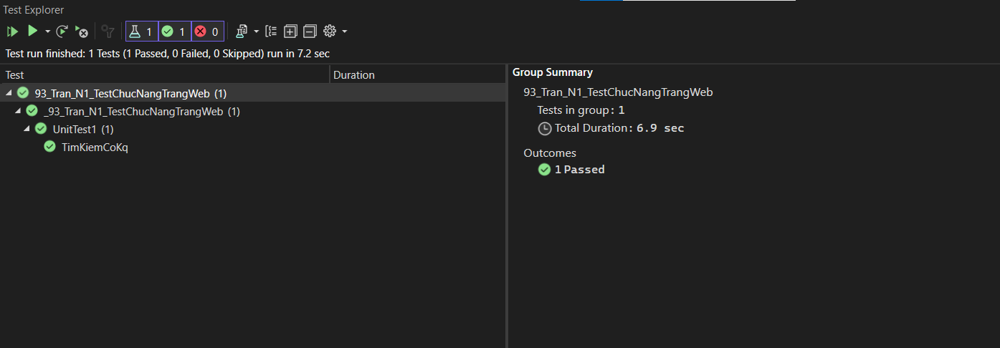 Test Explorer
1 1 0
Test run finished: 1 Tests (1 Passed, 0 Failed, 0 Skipped) run in 7.2 sec
Test Duration
93_Tran_N1_TestChucNangTrangWeb (1)
_93_Tran_N1_TestChucNangTrangWeb (1)
UnitTest1 (1)
TimKiemCoKq
Group Summary
93_Tran_N1_TestChucNangTrangWeb
Tests in group: 1
Total Duration: 6.9 sec
Outcomes
1 Passed